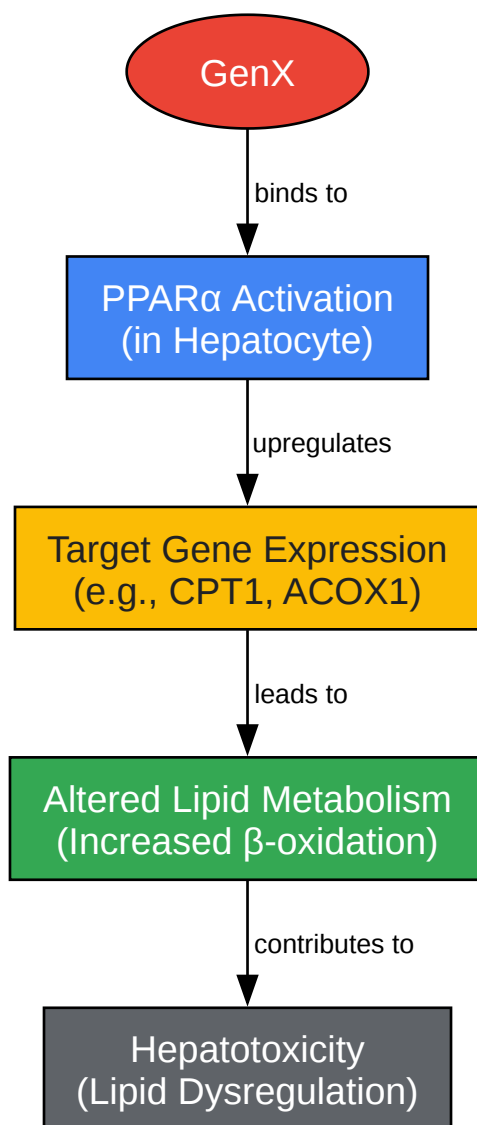 GenX
binds to
PPARα Activation
(in Hepatocyte)
upregulates
Target Gene Expression
(e.g., CPT1, ACOX1)
leads to
Altered Lipid Metabolism
(Increased β-oxidation)
contributes to
Hepatotoxicity
(Lipid Dysregulation)